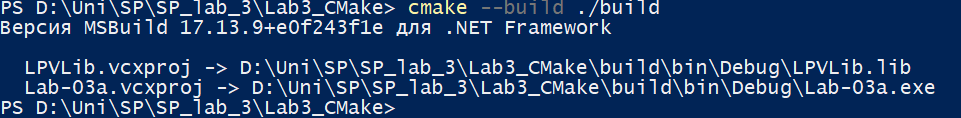 PS D:\Uni\SP\SP_lab_3\Lab3_CMake> cmake --build ./build
Версия MSBuild 17.13.9+e0f243f1e для .NET Framework
LPVLib.vcxproj -> D:\Uni\SP\SP_lab_3\Lab3_CMake\build\bin\Debug\LPVLib.lib
Lab-03a.vcxproj -> D:\Uni\SP\SP_lab_3\Lab3_CMake\build\bin\Debug\Lab-03a.exe
PS D:\Uni\SP\SP_lab_3\Lab3_CMake>